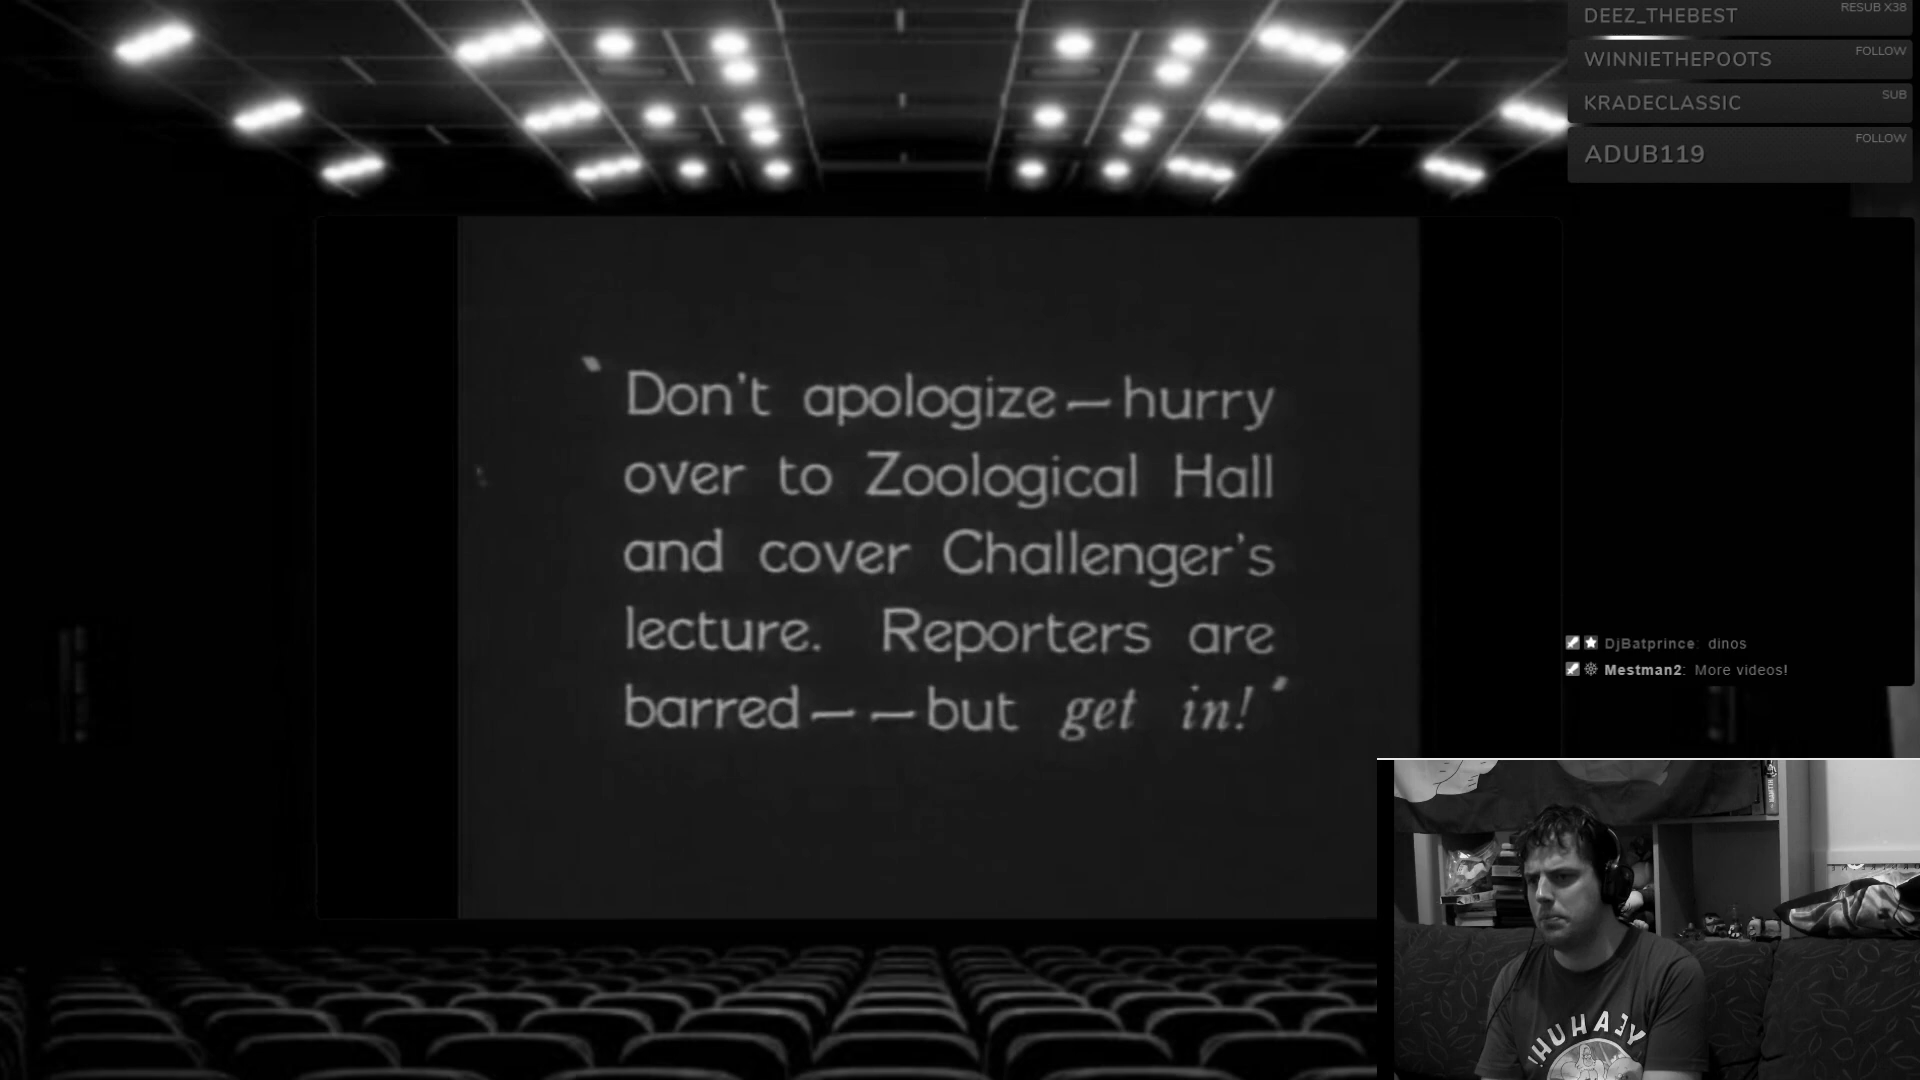 DEEZ_THEBEST RESUB X38
WINNIETHEPOOTS FOLLOW
KRADECLASSIC SUB
ADUB119 FOLLOW
"Don't apologize—hurry
over to Zoological Hall
and cover Challenger's
lecture. Reporters are
barred——but get in!"
DjBatprince: dinos
Mestman2: More videos!
YEAHUH!